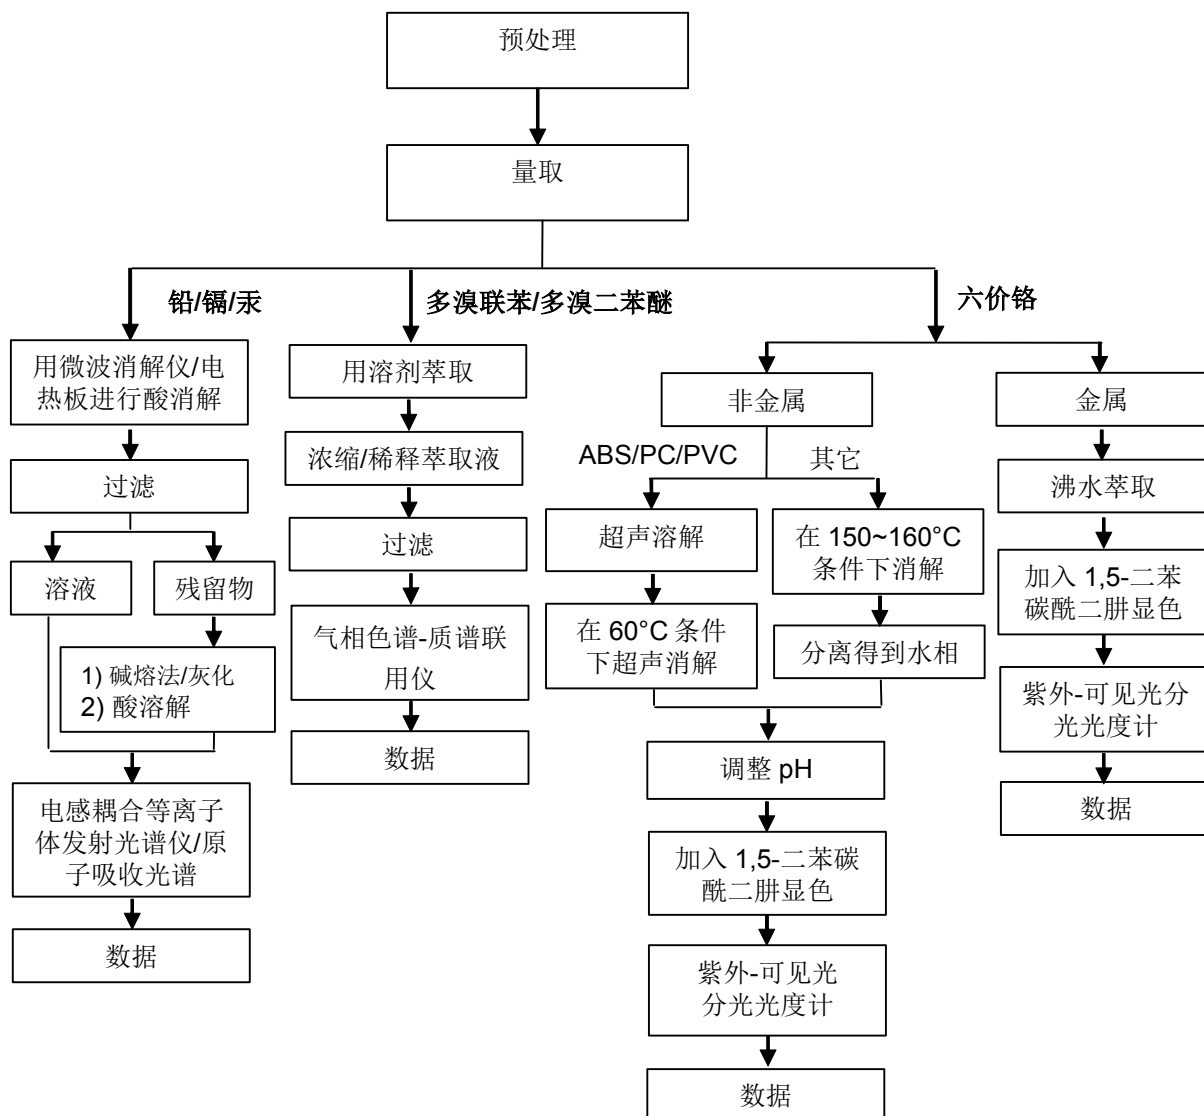 预处理
量取
铅/镉/汞
多溴联苯/多溴二苯醚
六价铬
用微波消解仪/电
热板进行酸消解
过滤
溶液
残留物
1) 碱熔法/灰化
2) 酸溶解
电感耦合等离子
体发射光谱仪/原
子吸收光谱
数据
用溶剂萃取
浓缩/稀释萃取液
过滤
气相色谱-质谱联
用仪
数据
非金属
ABS/PC/PVC
其它
超声溶解
在 60°C 条件
下超声消解
在 150~160°C
条件下消解
分离得到水相
调整 pH
加入 1,5-二苯碳
酰二肼显色
紫外-可见光
分光光度计
数据
金属
沸水萃取
加入 1,5-二苯
碳酰二肼显色
紫外-可见光分
光光度计
数据